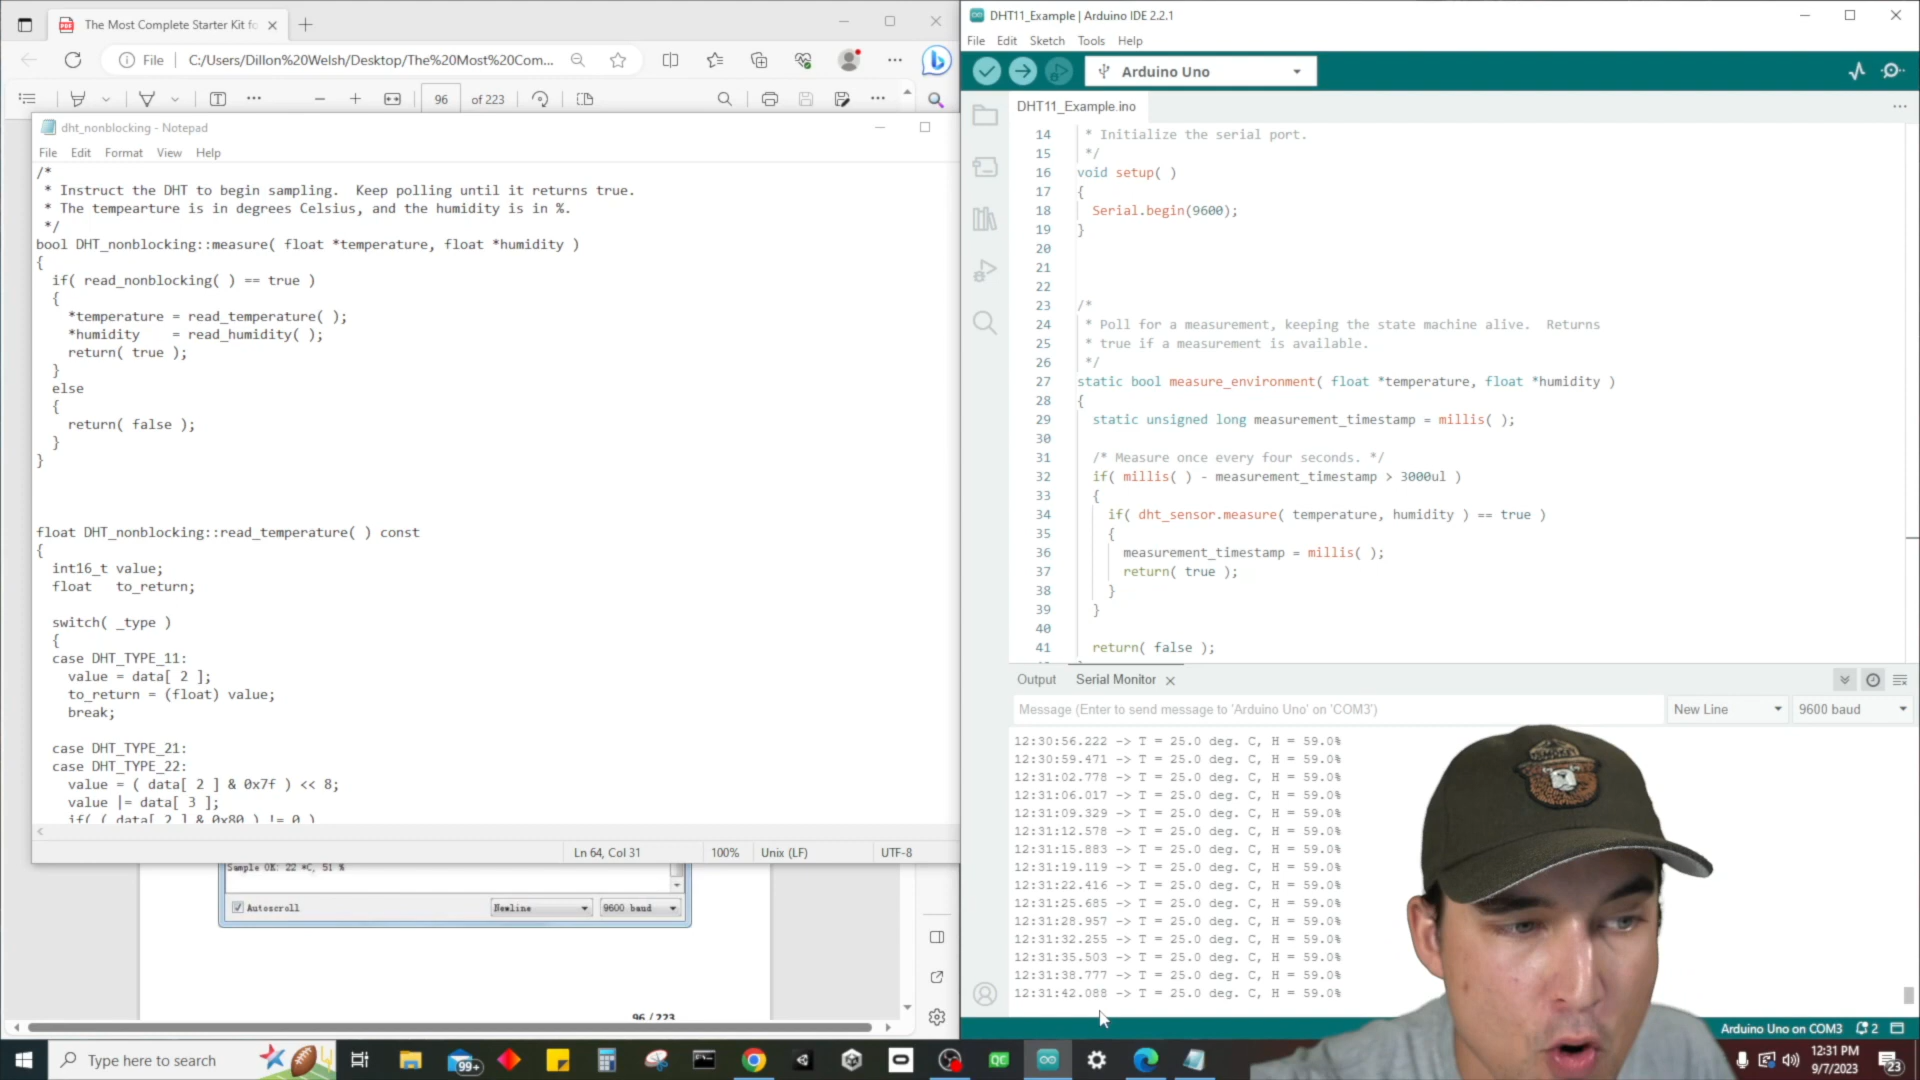 The Most Complete Starter Kit fo
File
C:/Users/Dillon%20Welsh/Desktop/The%20Most%20Com...
96 of 223
dht_nonblocking - Notepad
File Edit Format View Help
/*
* Instruct the DHT to begin sampling.  Keep polling until it returns true.
* The tempearture is in degrees Celsius, and the humidity is in %.
*/
bool DHT_nonblocking::measure( float *temperature, float *humidity )
{
if( read_nonblocking( ) == true )
{
*temperature = read_temperature( );
*humidity    = read_humidity( );
return( true );
}
else
{
return( false );
}
}
float DHT_nonblocking::read_temperature( ) const
{
int16_t value;
float   to_return;
switch( _type )
{
case DHT_TYPE_11:
value = data[ 2 ];
to_return = (float) value;
break;
case DHT_TYPE_21:
case DHT_TYPE_22:
value = ( data[ 2 ] & 0x7f ) << 8;
value |= data[ 3 ];
if( ( data[ 2 ] & 0x80 ) != 0 )
Ln 64, Col 31 100% Unix (LF) UTF-8
Sample OK: 22 *C, 51 %
Autoscroll Newline 9600 baud
96 / 223
DHT11_Example | Arduino IDE 2.2.1
File Edit Sketch Tools Help
Arduino Uno
DHT11_Example.ino
14 * Initialize the serial port.
15 */
16 void setup( )
17 {
18 Serial.begin(9600);
19 }
20
21
22
23 /*
24 * Poll for a measurement, keeping the state machine alive.  Returns
25 * true if a measurement is available.
26 */
27 static bool measure_environment( float *temperature, float *humidity )
28 {
29 static unsigned long measurement_timestamp = millis( );
30
31 /* Measure once every four seconds. */
32 if( millis( ) - measurement_timestamp > 3000ul )
33 {
34 if( dht_sensor.measure( temperature, humidity ) == true )
35 {
36 measurement_timestamp = millis( );
37 return( true );
38 }
39 }
40
41 return( false );
Output Serial Monitor
Message (Enter to send message to 'Arduino Uno' on 'COM3') New Line 9600 baud
12:30:56.222 -> T = 25.0 deg. C, H = 59.0%
12:30:59.471 -> T = 25.0 deg. C, H = 59.0%
12:31:02.778 -> T = 25.0 deg. C, H = 59.0%
12:31:06.017 -> T = 25.0 deg. C, H = 59.0%
12:31:09.329 -> T = 25.0 deg. C, H = 59.0%
12:31:12.578 -> T = 25.0 deg. C, H = 59.0%
12:31:15.883 -> T = 25.0 deg. C, H = 59.0%
12:31:19.119 -> T = 25.0 deg. C, H = 59.0%
12:31:22.416 -> T = 25.0 deg. C, H = 59.0%
12:31:25.685 -> T = 25.0 deg. C, H = 59.0%
12:31:28.957 -> T = 25.0 deg. C, H = 59.0%
12:31:32.255 -> T = 25.0 deg. C, H = 59.0%
12:31:35.503 -> T = 25.0 deg. C, H = 59.0%
12:31:38.777 -> T = 25.0 deg. C, H = 59.0%
12:31:42.088 -> T = 25.0 deg. C, H = 59.0%
Arduino Uno on COM3 2
Type here to search
99+
QC
12:31 PM
9/7/2023
23